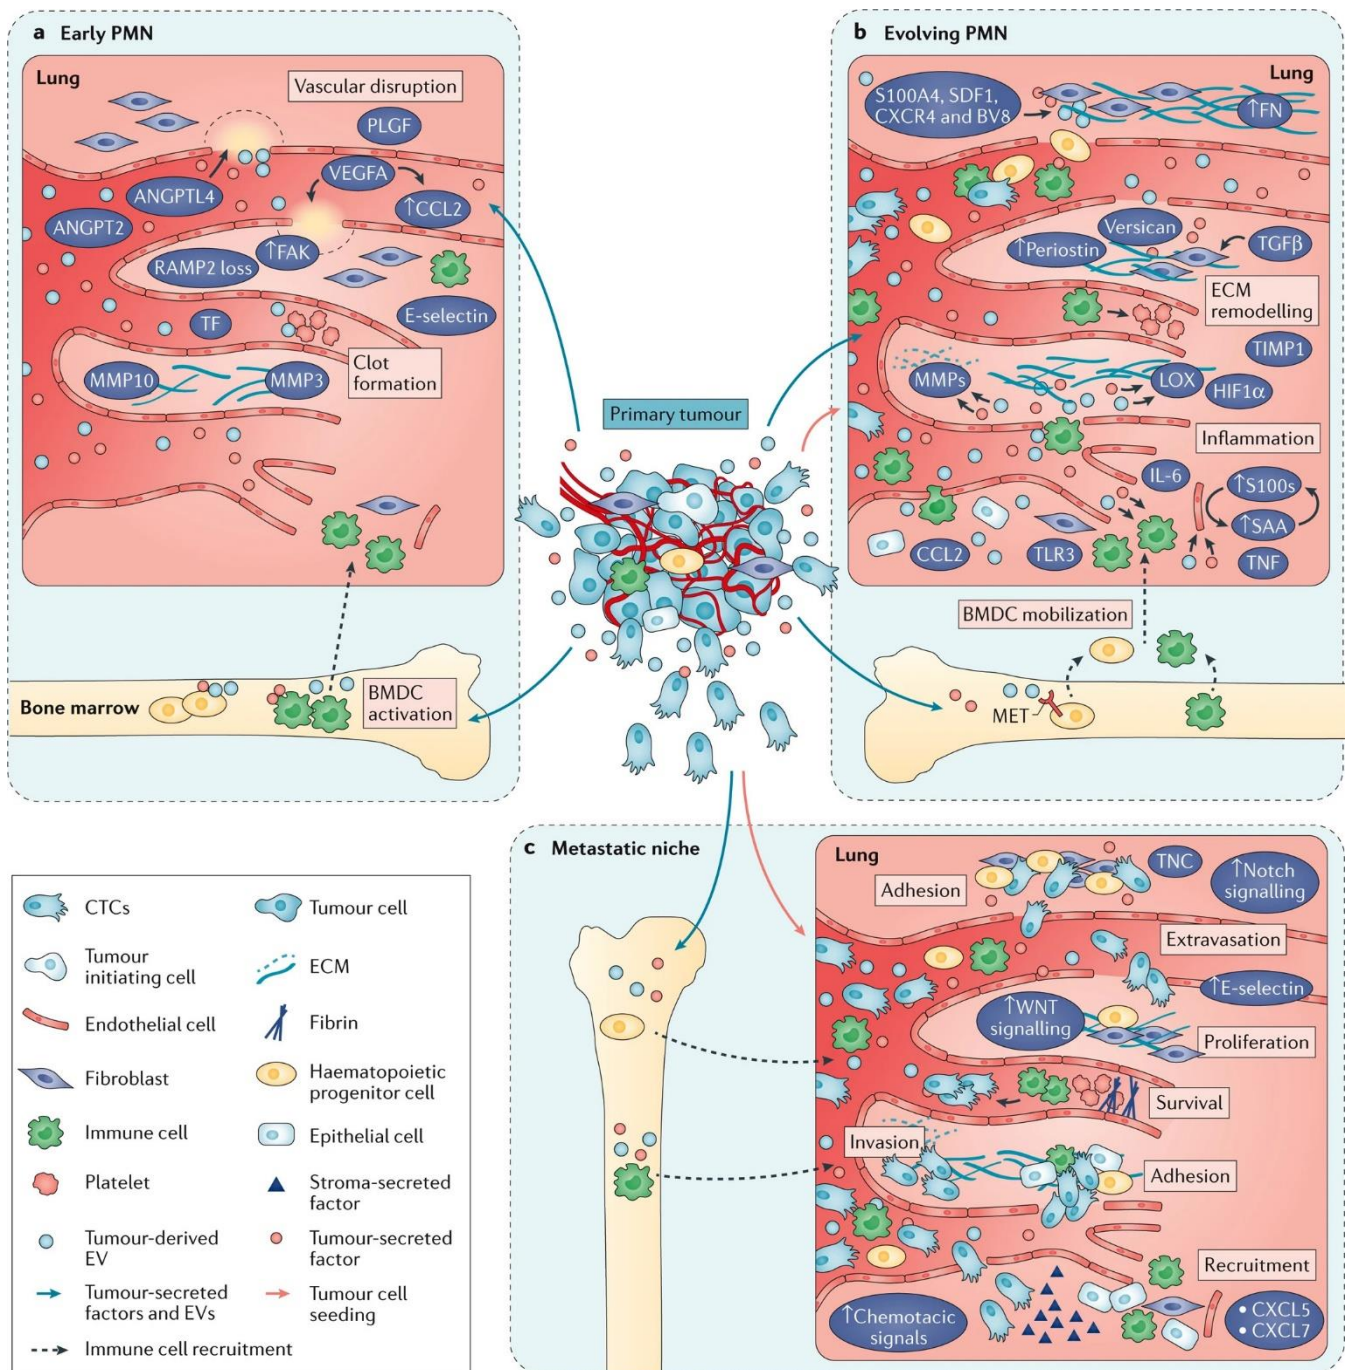 a Early PMN
Lung
Vascular disruption
PLGF
VEGFA
ANGPTL4
↑CCL2
ANGPT2
↑FAK
RAMP2 loss
E-selectin
TF
Clot
formation
MMP10
MMP3
BMDC
activation
Bone marrow
Primary tumour
b Evolving PMN
Lung
S100A4, SDF1,
CXCR4 and BV8
↑FN
Versican
↑Periostin
TGFβ
ECM
remodelling
TIMP1
MMPs
LOX
HIF1α
Inflammation
IL-6
↑S100s
↑SAA
CCL2
TLR3
TNF
BMDC mobilization
MET
c Metastatic niche
Lung
TNC
↑Notch
signalling
Adhesion
Extravasation
↑E-selectin
↑WNT
signalling
Proliferation
Survival
Invasion
Adhesion
Recruitment
↑Chemotacic
signals
• CXCL5
• CXCL7
CTCs
Tumour cell
Tumour
initiating cell
ECM
Endothelial cell
Fibrin
Fibroblast
Haematopoietic
progenitor cell
Immune cell
Epithelial cell
Platelet
Stroma-secreted
factor
Tumour-derived
EV
Tumour-secreted
factor
Tumour-secreted
factors and EVs
Tumour cell
seeding
Immune cell recruitment